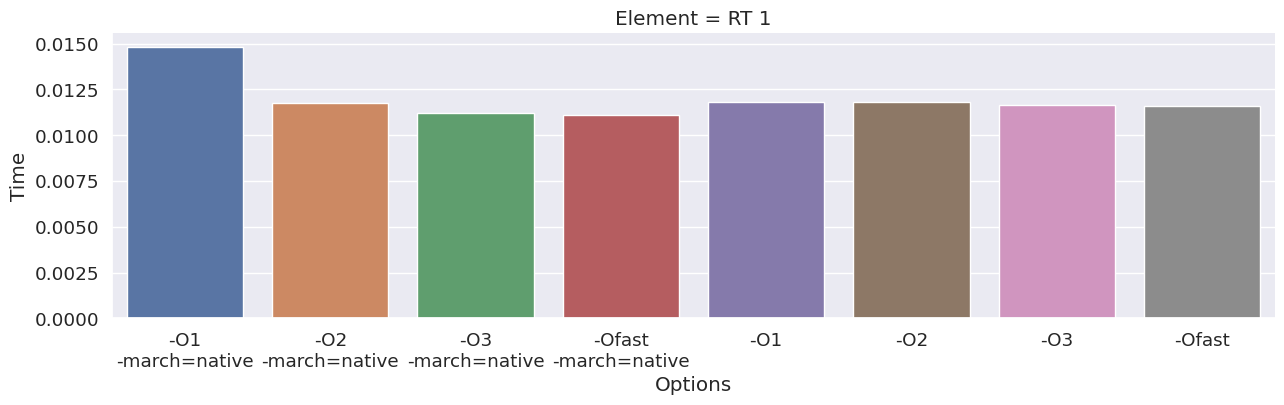 Element = RT 1
Time
0.0150
0.0125
0.0100
0.0075
0.0050
0.0025
0.0000
-O1
-march=native
-O2
-march=native
-O3
-march=native
-Ofast
-march=native
-O1
-O2
-O3
-Ofast
Options